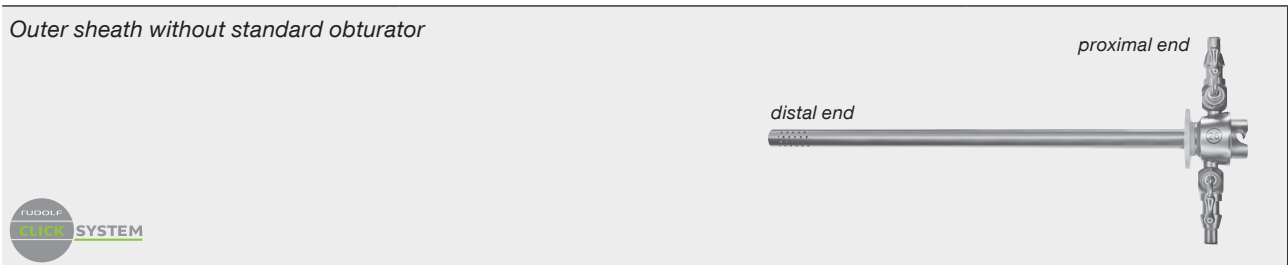 Outer sheath without standard obturator
proximal end
distal end
RUDOLF
CLICK SYSTEM